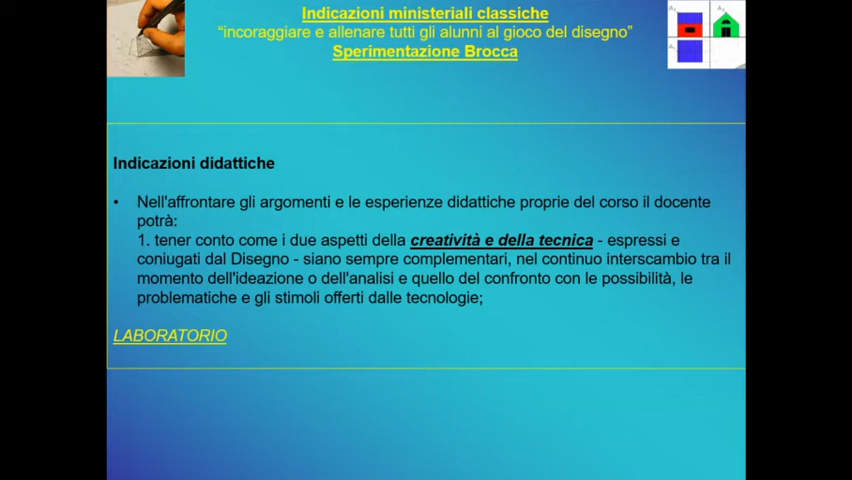 Indicazioni ministeriali classiche
“incoraggiare e allenare tutti gli alunni al gioco del disegno”
Sperimentazione Brocca
Indicazioni didattiche
• Nell'affrontare gli argomenti e le esperienze didattiche proprie del corso il docente
potrà:
1. tener conto come i due aspetti della creatività e della tecnica - espressi e
coniugati dal Disegno - siano sempre complementari, nel continuo interscambio tra il
momento dell'ideazione o dell'analisi e quello del confronto con le possibilità, le
problematiche e gli stimoli offerti dalle tecnologie;
LABORATORIO